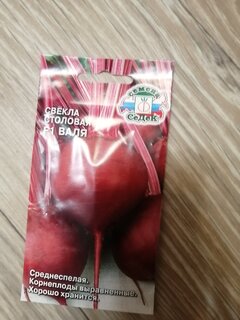 СЕМЕНА
СеДеК
СВЕКЛА
СТОЛОВАЯ
F1 ВАЛЯ
Среднеспелая.
Корнеплоды выравненные.
Хорошо хранится.